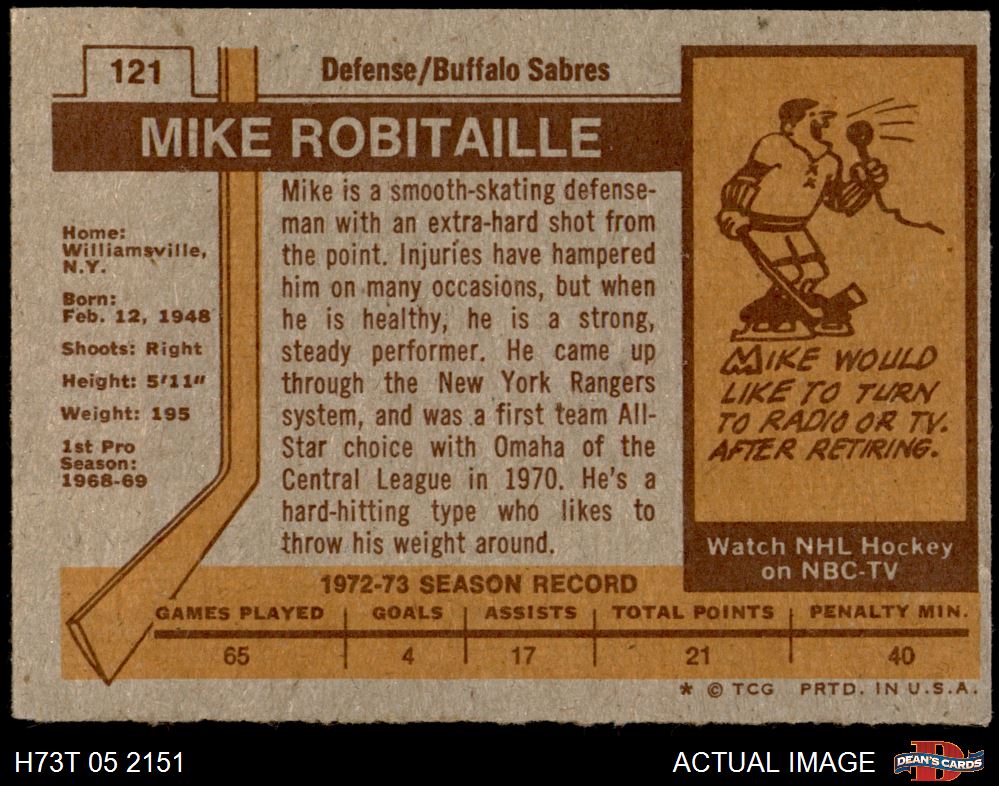 121
Defense/Buffalo Sabres
MIKE ROBITAILLE
Home:
Williamsville,
N.Y.
Born:
Feb. 12, 1948
Shoots: Right
Height: 5'11"
Weight: 195
1st Pro
Season:
1968-69
Mike is a smooth-skating defense-
man with an extra-hard shot from
the point. Injuries have hampered
him on many occasions, but when
he is healthy, he is a strong,
steady performer. He came up
through the New York Rangers
system, and was a first team All-
Star choice with Omaha of the
Central League in 1970. He's a
hard-hitting type who likes to
throw his weight around.
MIKE WOULD
LIKE TO TURN
TO RADIO OR TV.
AFTER RETIRING.
Watch NHL Hockey
on NBC-TV
1972-73 SEASON RECORD
GAMES PLAYED GOALS ASSISTS TOTAL POINTS PENALTY MIN.
65 4 17 21 40
* © TCG PRTD. IN U.S.A.
H73T 05 2151
ACTUAL IMAGE
DEAN'S CARDS